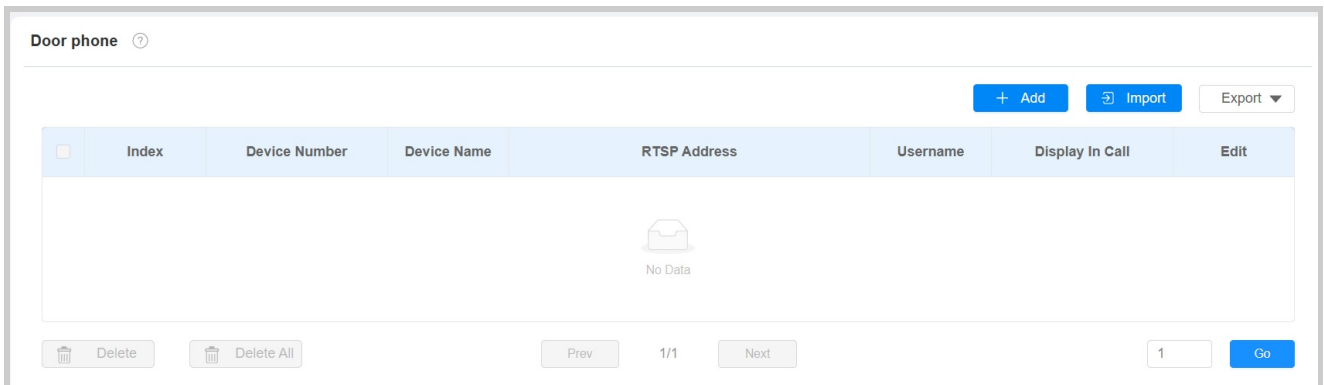 Door phone ?
+ Add Import Export
Index Device Number Device Name RTSP Address Username Display In Call Edit
No Data
Delete Delete All Prev 1/1 Next 1 Go